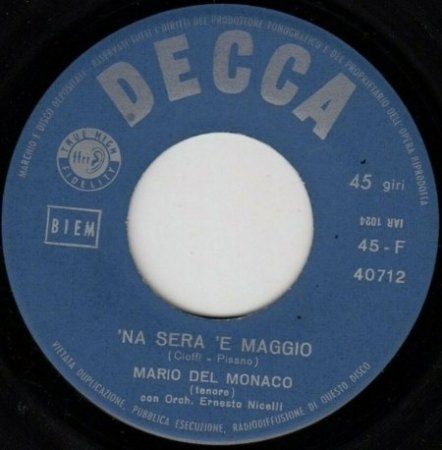 MARCHIO E DISCO DEPOSITATI - RISERVATI TUTTI I DIRITTI DEL PRODUTTORE FONOGRAFICO E DEL PROPRIETARIO DELL'OPERA RIPRODOTTA
DECCA
TRUE HIGH
ffrr
FIDELITY
45 giri
BIEM
IAR 1024
45-F
40712
'NA SERA 'E MAGGIO
(Cioffi - Pisano)
MARIO DEL MONACO
(tenore)
con Orch. Ernesto Nicelli
VIETATA DUPLICAZIONE, PUBBLICA ESECUZIONE, RADIODIFFUSIONE DI QUESTO DISCO